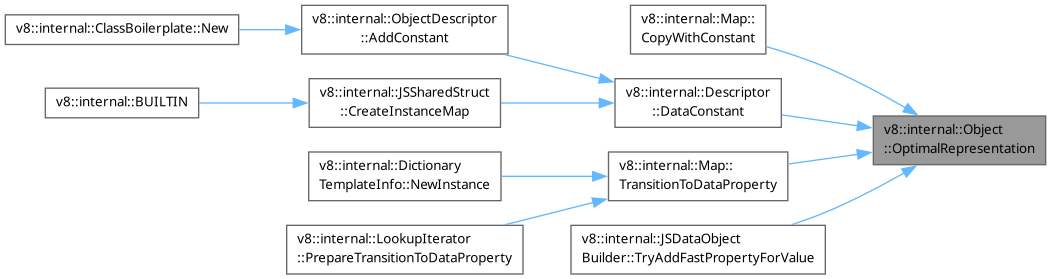 v8::internal::ClassBoilerplate::New
v8::internal::ObjectDescriptor
::AddConstant
v8::internal::Map::
CopyWithConstant
v8::internal::BUILTIN
v8::internal::JSSharedStruct
::CreateInstanceMap
v8::internal::Descriptor
::DataConstant
v8::internal::Object
::OptimalRepresentation
v8::internal::Dictionary
TemplateInfo::NewInstance
v8::internal::Map::
TransitionToDataProperty
v8::internal::LookupIterator
::PrepareTransitionToDataProperty
v8::internal::JSDataObject
Builder::TryAddFastPropertyForValue